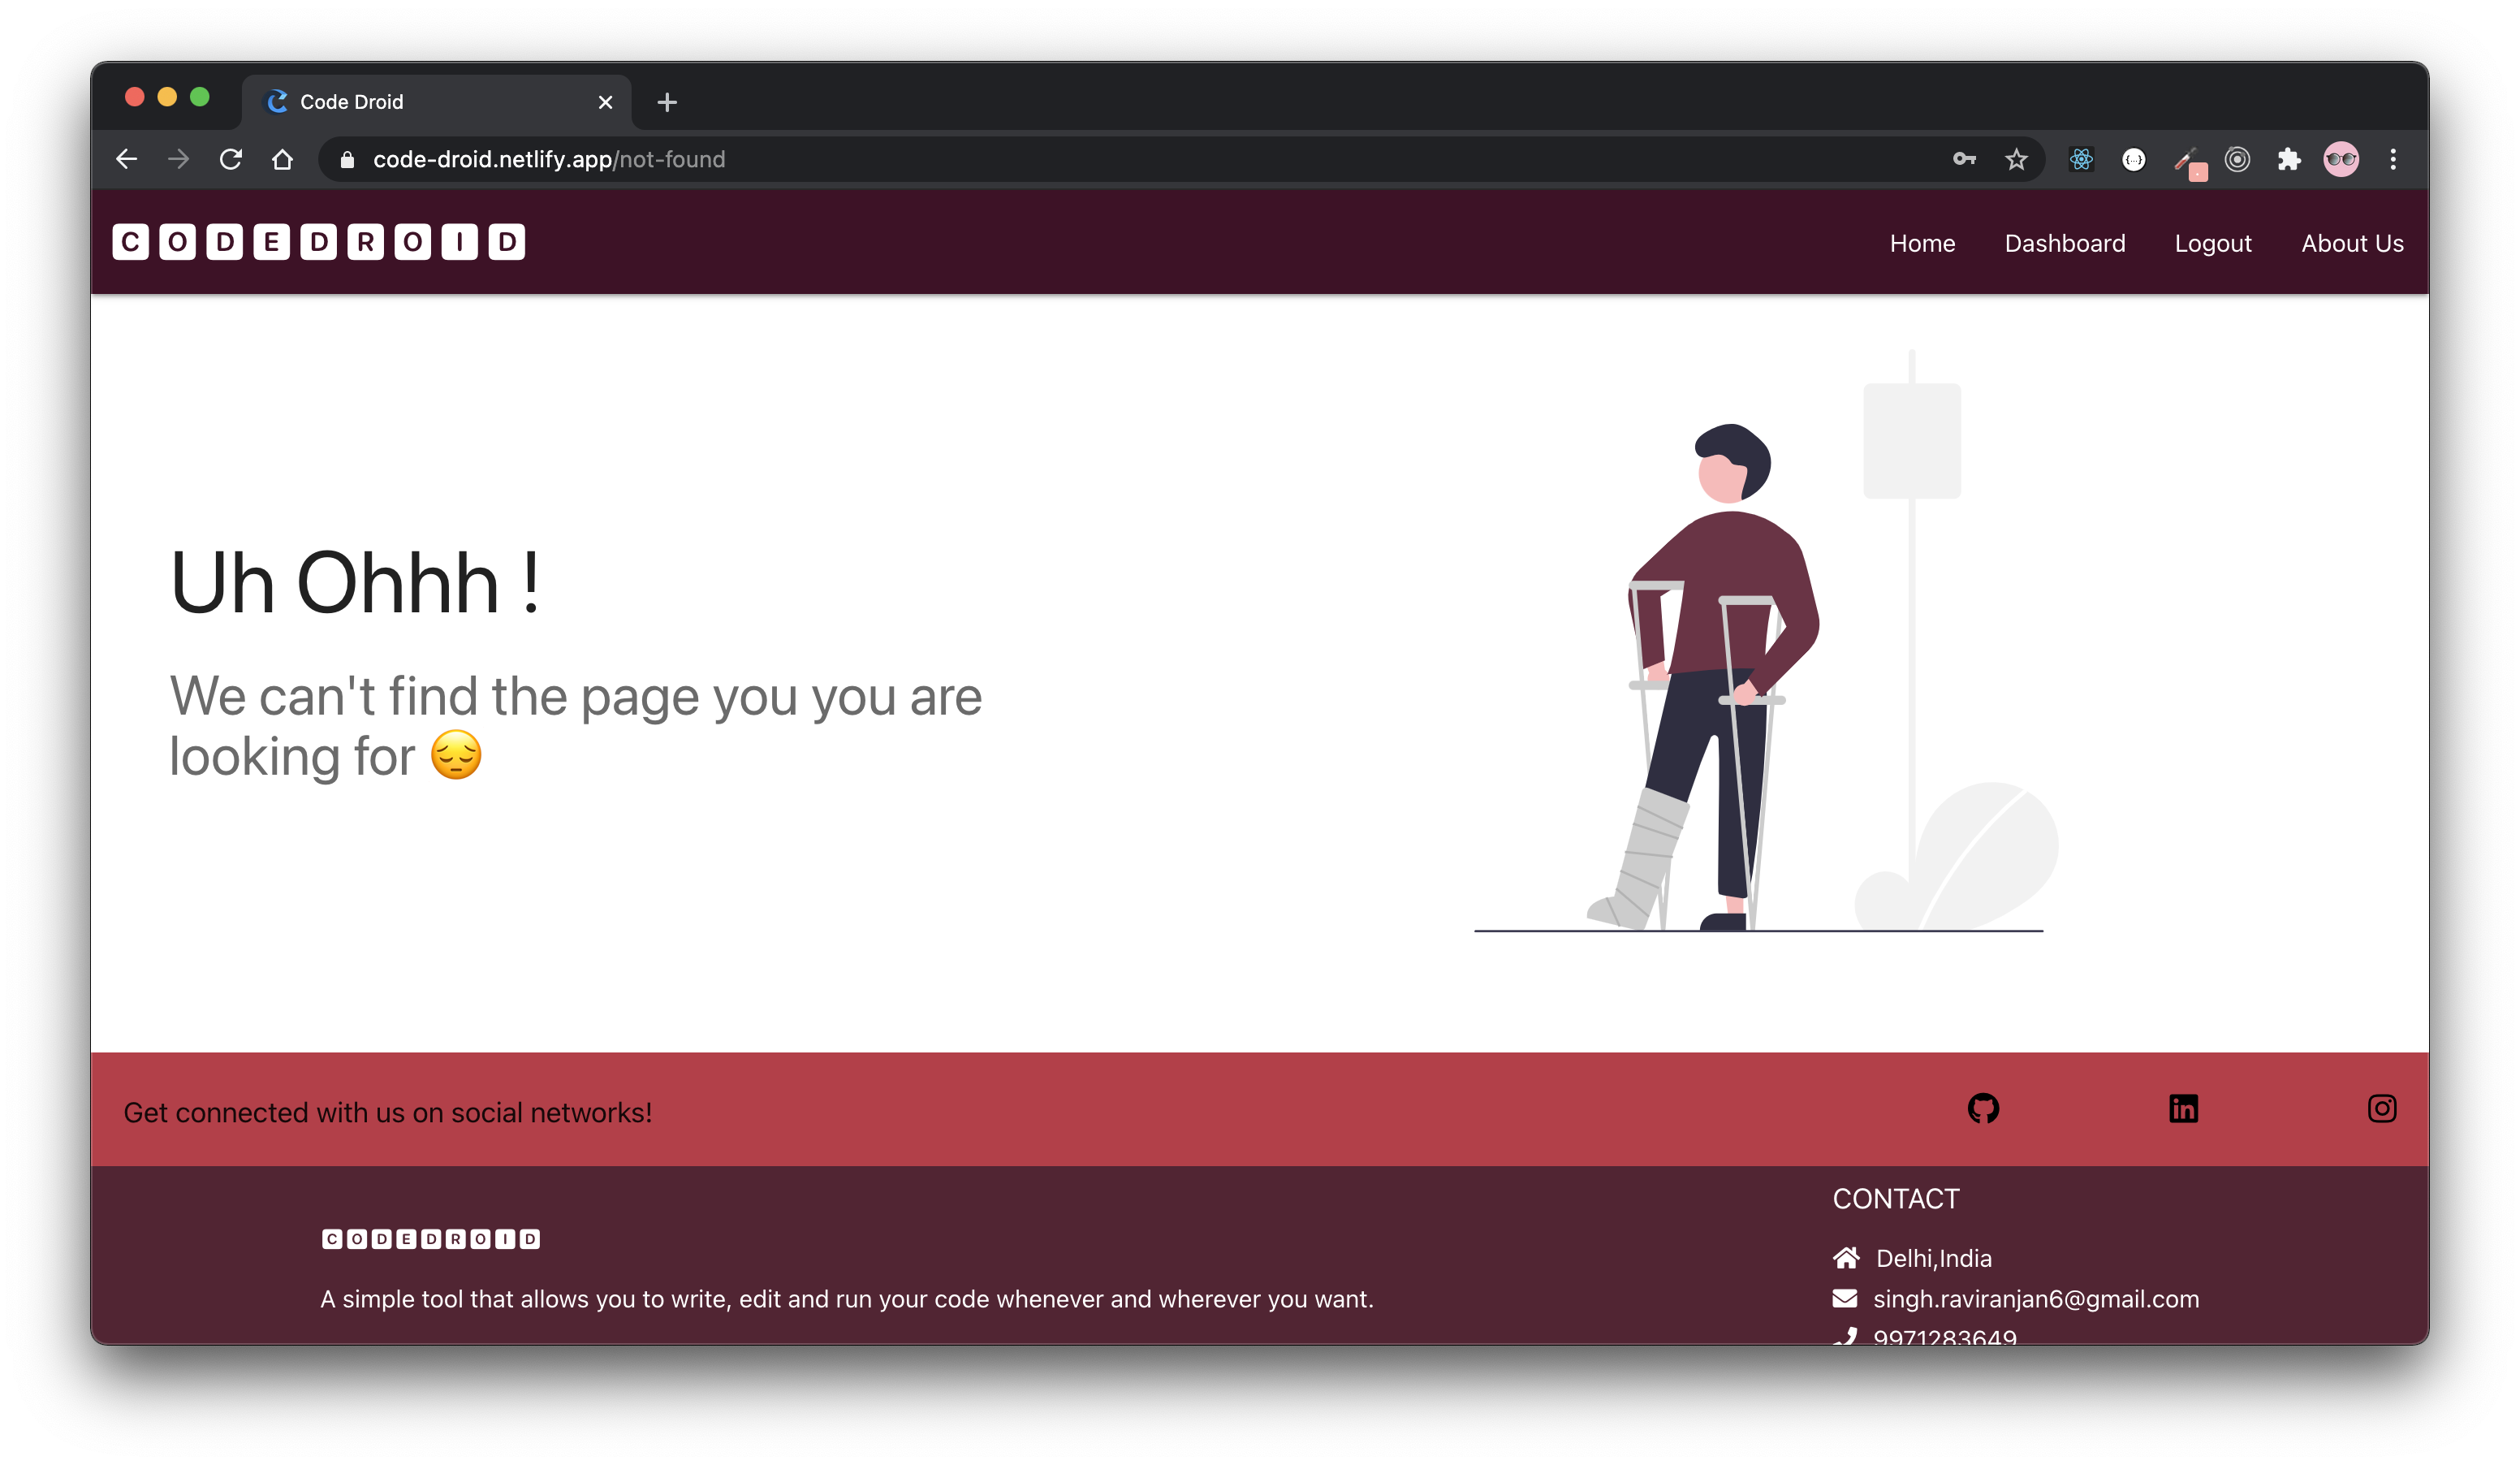 Code Droid
code-droid.netlify.app/not-found
CODEDROID
Home Dashboard Logout About Us
Uh Ohhh !
We can't find the page you you are
looking for 😔
Get connected with us on social networks!
CONTACT
CODEDROID
Delhi,India
A simple tool that allows you to write, edit and run your code whenever and wherever you want.
singh.raviranjan6@gmail.com
9971283649